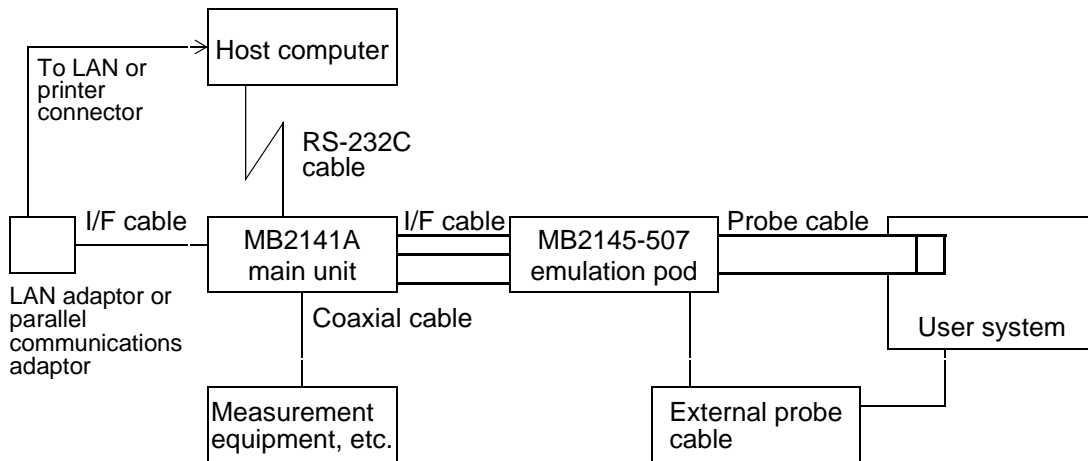 Host computer
To LAN or
printer
connector
RS-232C
cable
I/F cable
MB2141A
main unit
I/F cable
MB2145-507
emulation pod
Probe cable
LAN adaptor or
parallel
communications
adaptor
Coaxial cable
User system
Measurement
equipment, etc.
External probe
cable